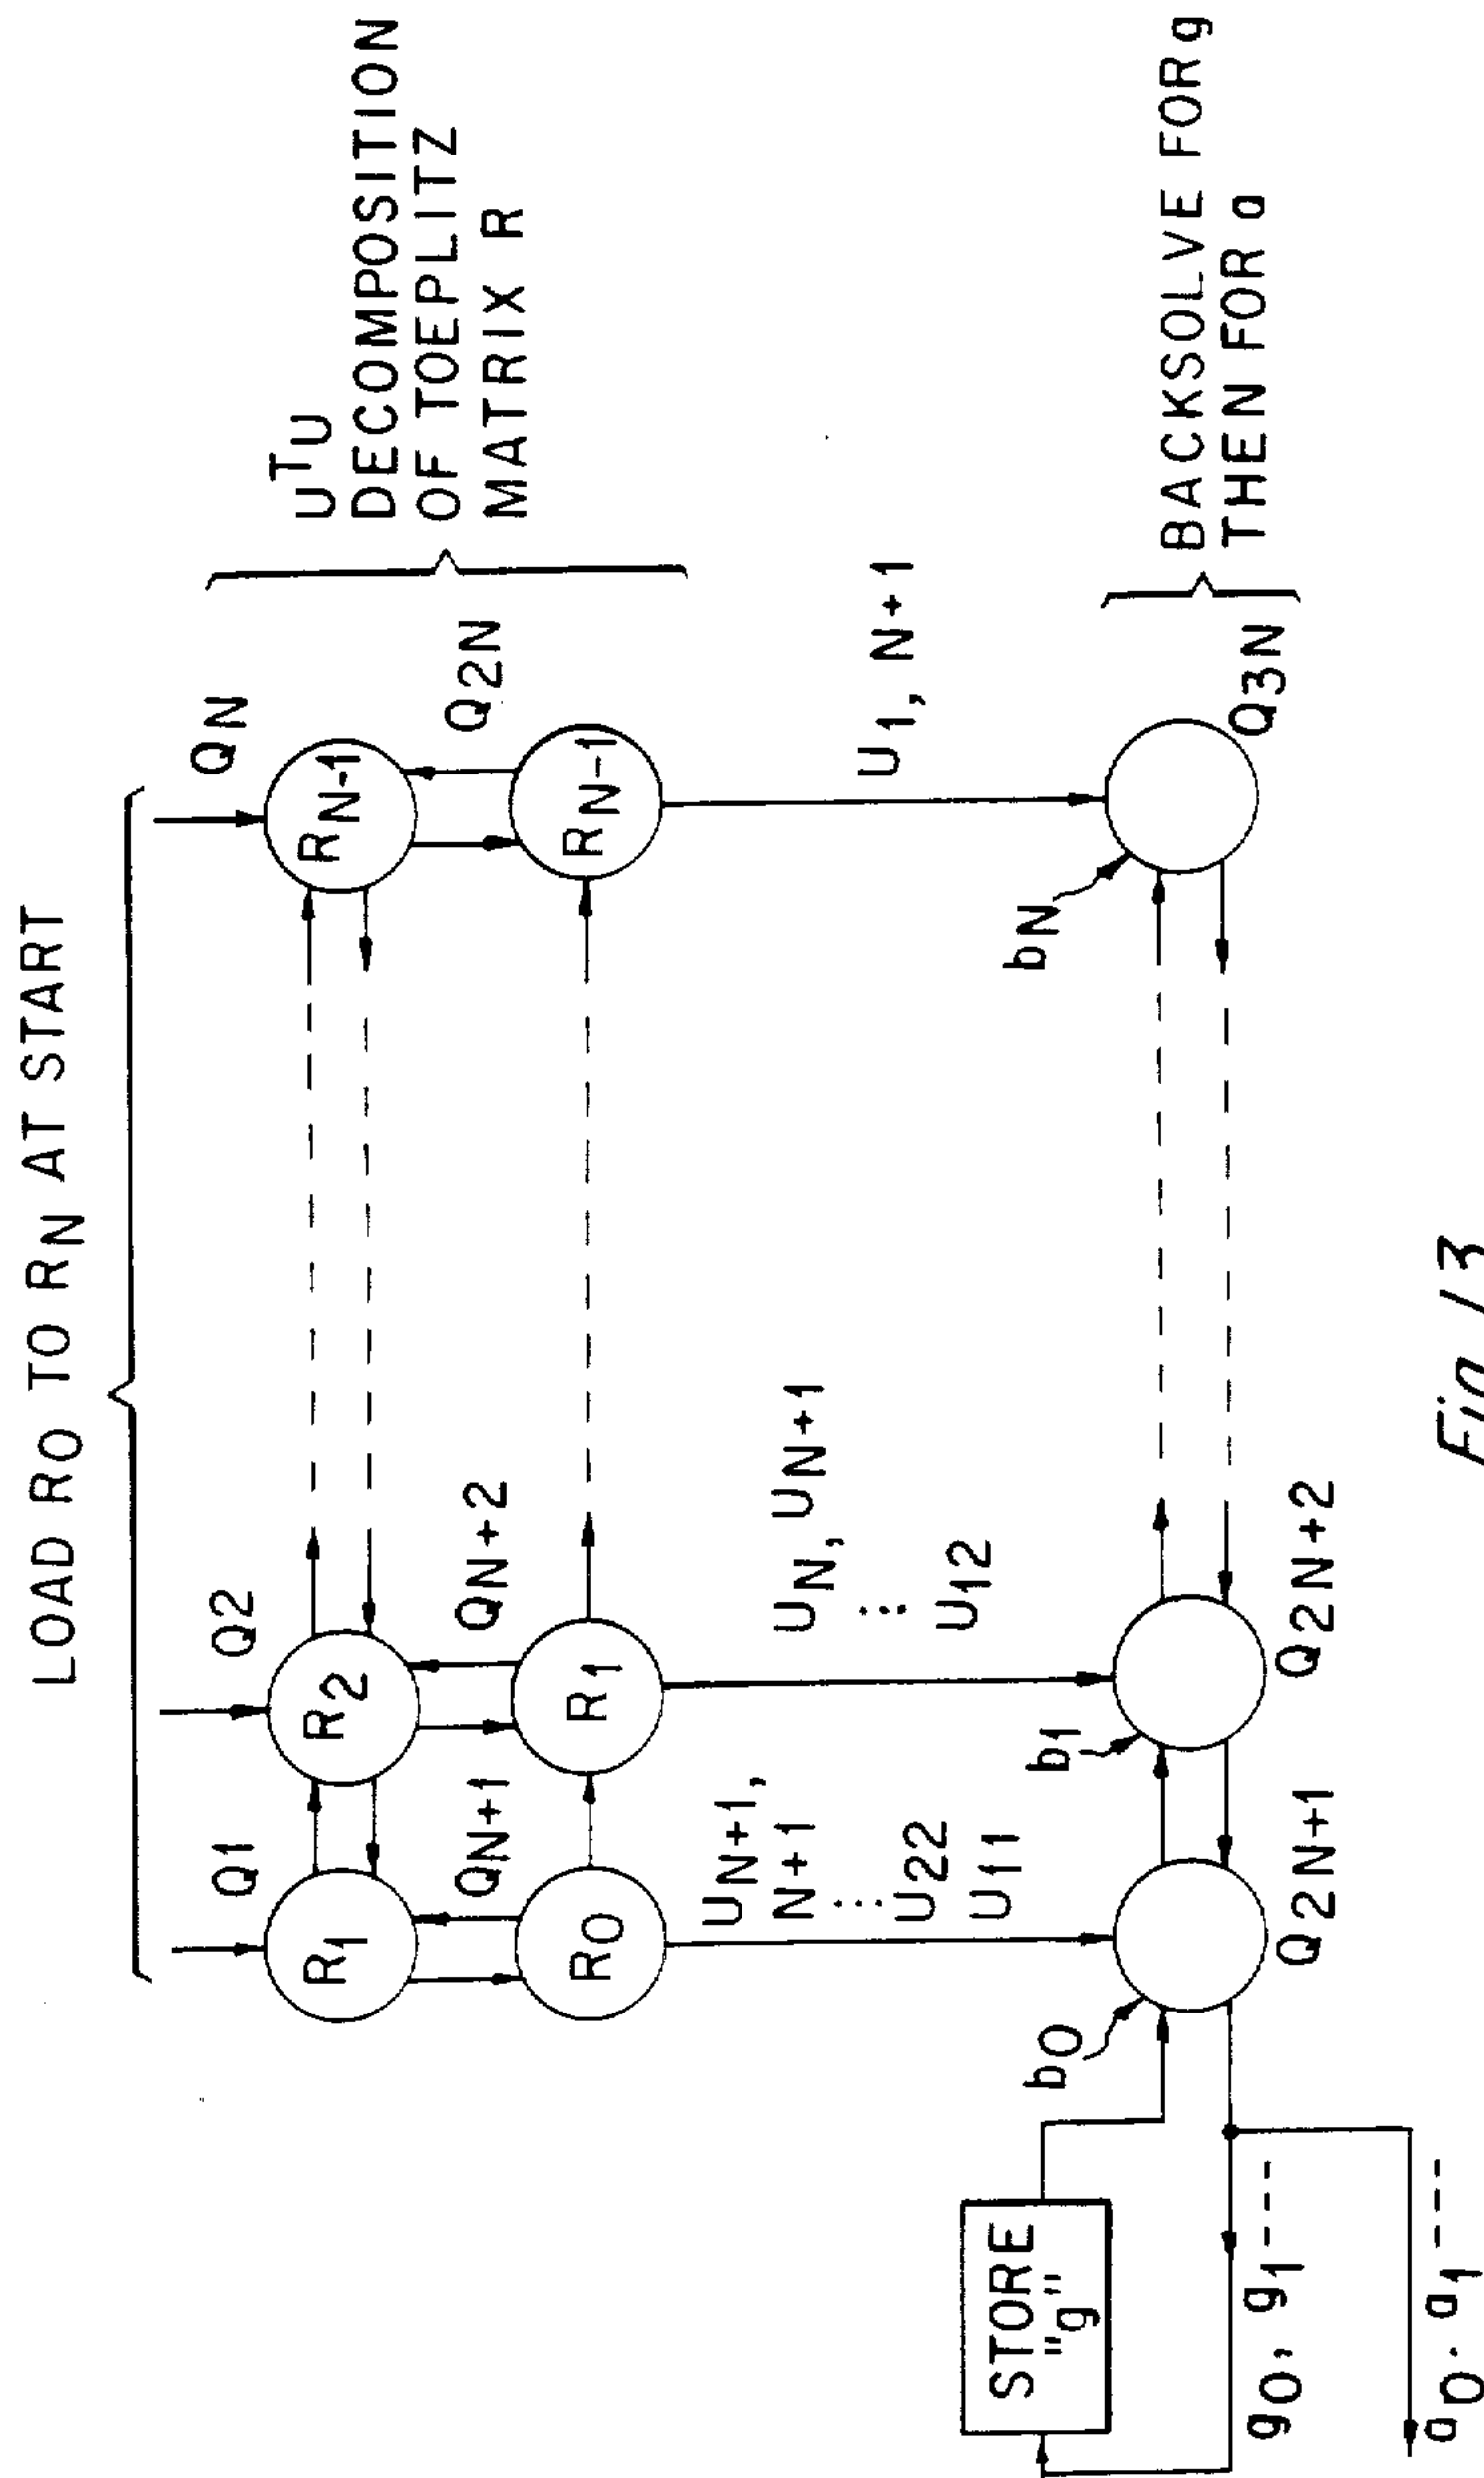 LOAD R0 TO RN AT START
Q1
Q2
QN
R1
R2
RN-1
QN+1
QN+2
Q2N
R0
R1
RN-1
UTU
DECOMPOSITION
OF TOEPLITZ
MATRIX R
UN+1,
N+1
⋮
U22
U11
UN, UN+1
⋮
U12
U1, N+1
b0
b1
bN
STORE
"g"
Q2N+1
Q2N+2
Q3N
BACKSOLVE FOR g
THEN FOR a
g0, g1 ----
a0. a1 ----
Fig. 13